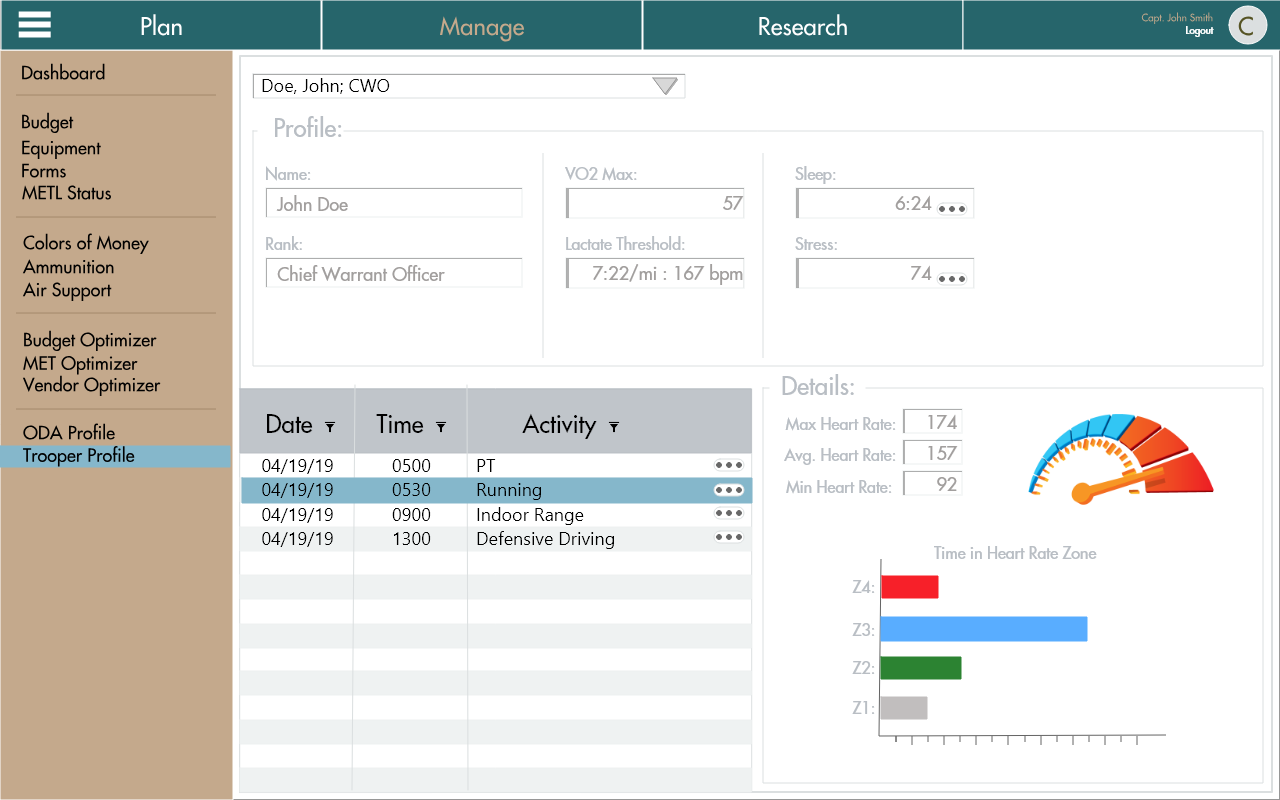 Plan
Manage
Research
Capt. John Smith
Logout
C
Dashboard
Budget
Equipment
Forms
METL Status
Colors of Money
Ammunition
Air Support
Budget Optimizer
MET Optimizer
Vendor Optimizer
ODA Profile
Trooper Profile
Doe, John; CWO
Profile:
Name:
John Doe
Rank:
Chief Warrant Officer
VO2 Max:
57
Lactate Threshold:
7:22/mi : 167 bpm
Sleep:
6:24
Stress:
74
Date Time Activity
04/19/19 0500 PT
04/19/19 0530 Running
04/19/19 0900 Indoor Range
04/19/19 1300 Defensive Driving
Details:
Max Heart Rate: 174
Avg. Heart Rate: 157
Min Heart Rate: 92
Time in Heart Rate Zone
Z4:
Z3:
Z2:
Z1: